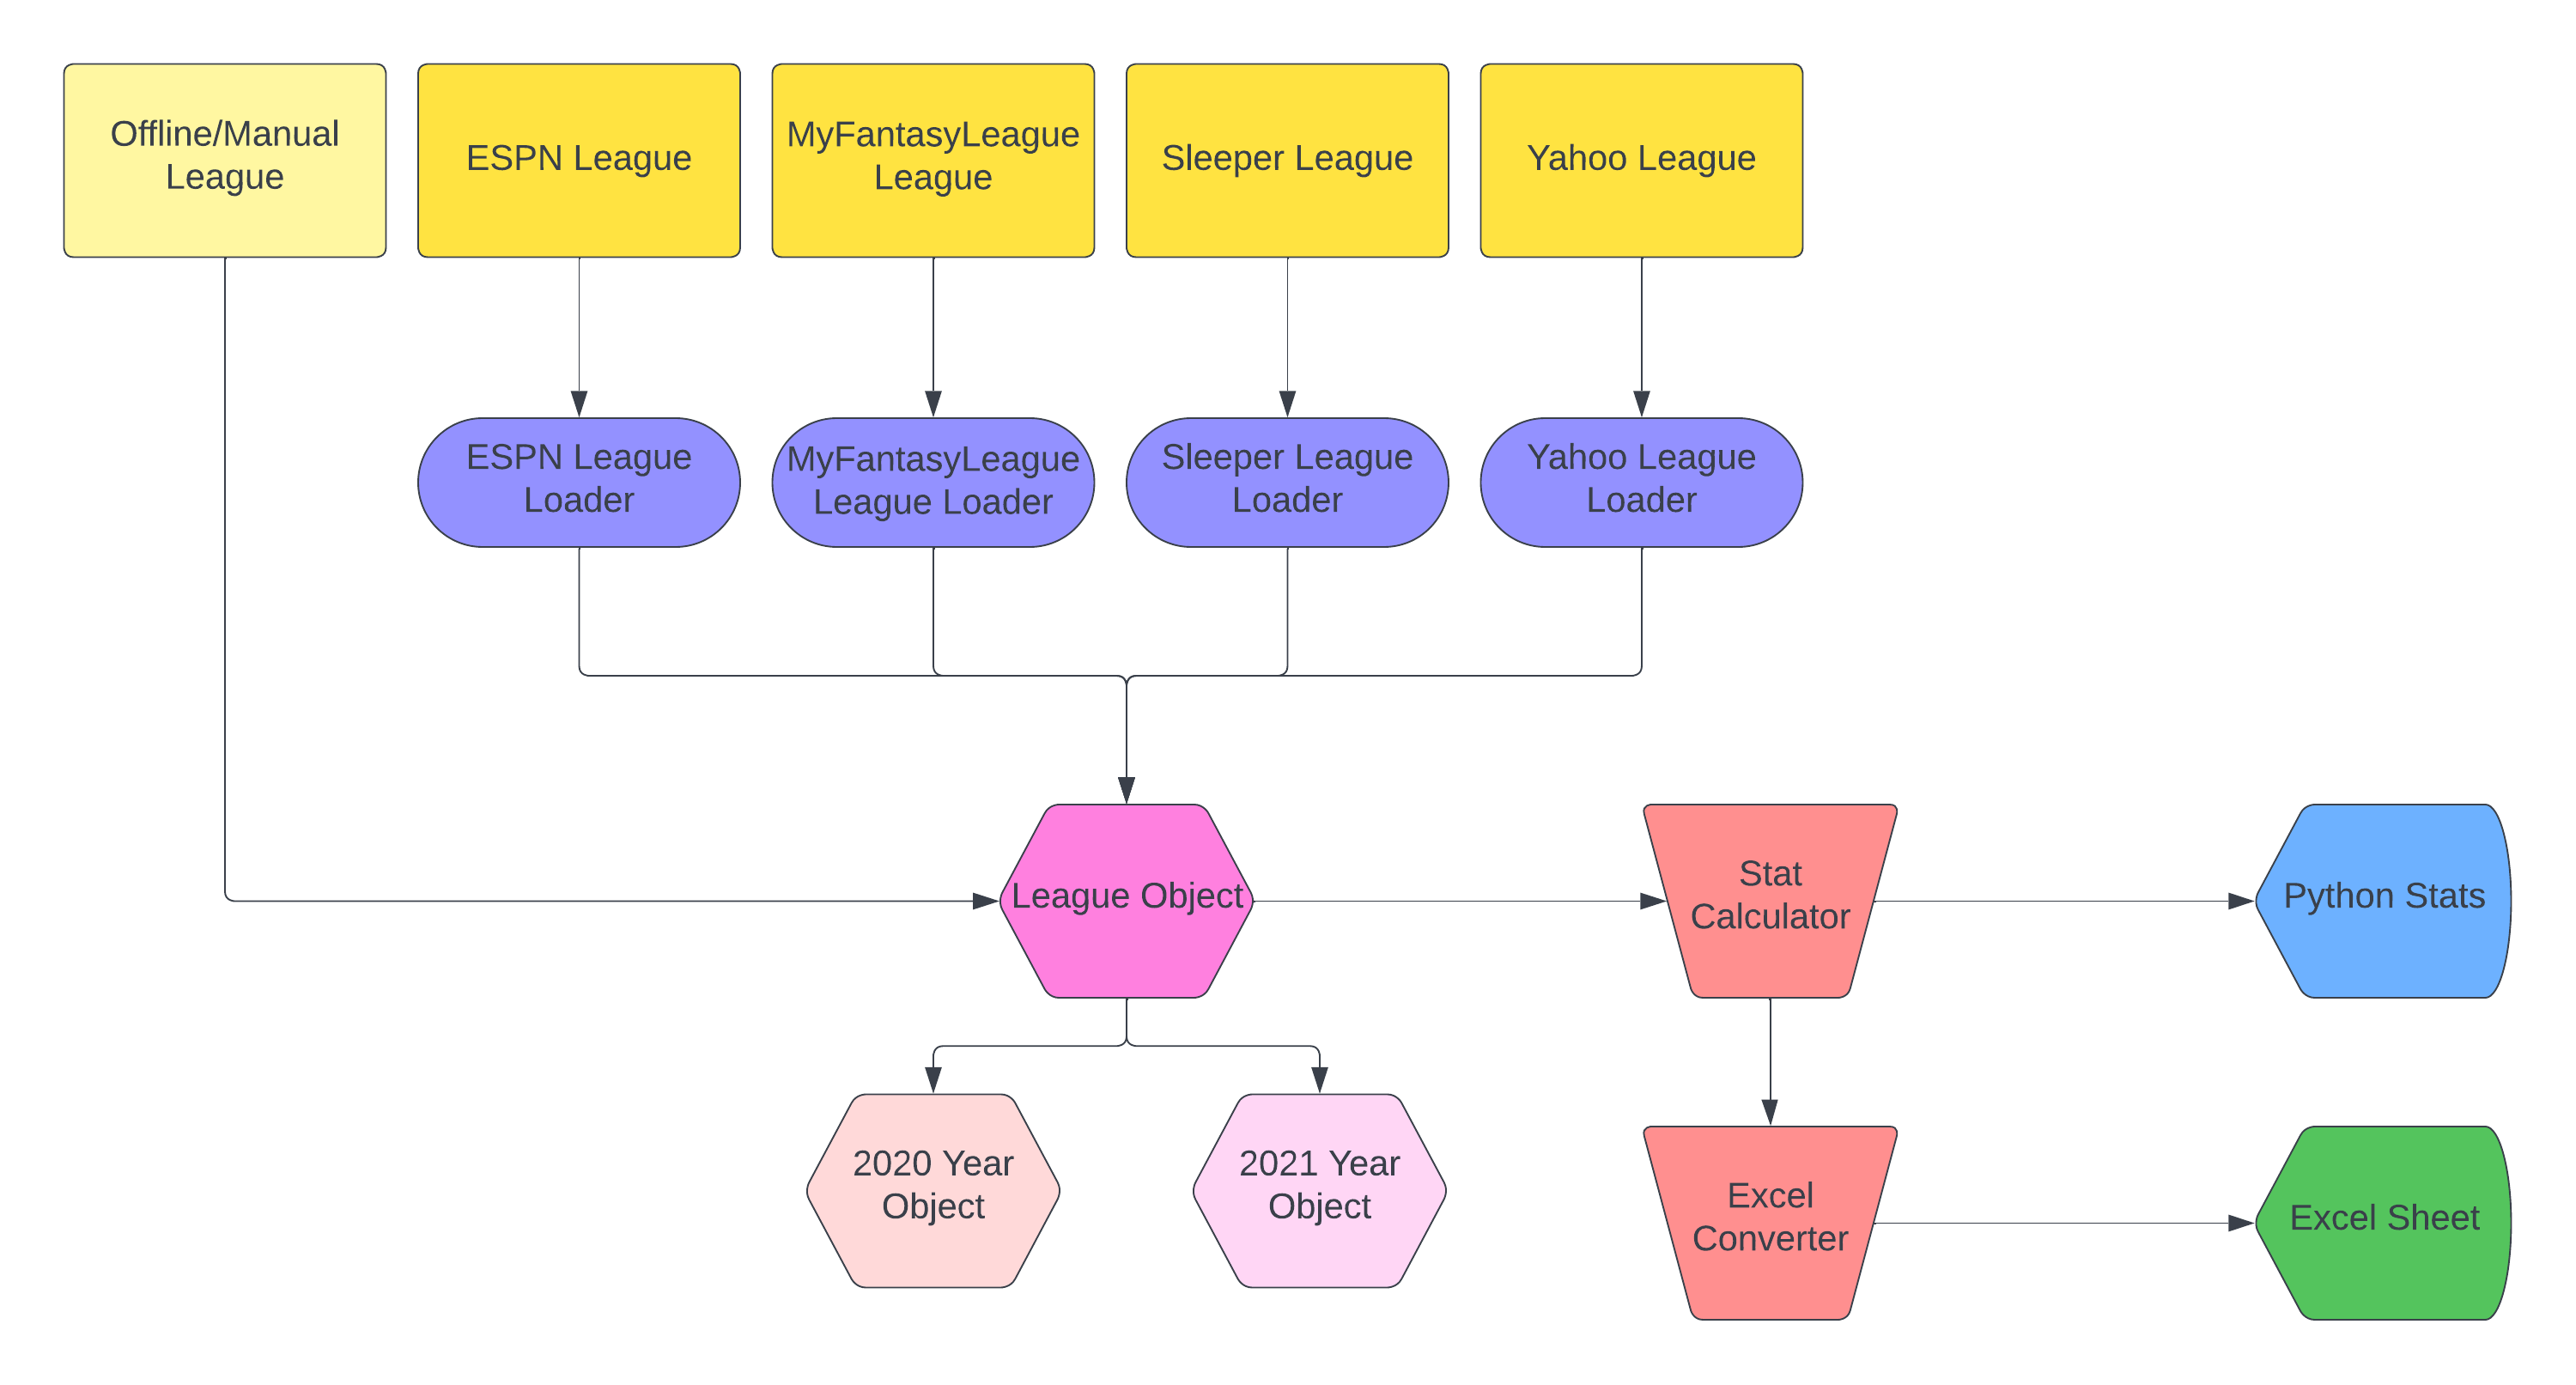 Offline/Manual
League
ESPN League
MyFantasyLeague
League
Sleeper League
Yahoo League
ESPN League
Loader
MyFantasyLeague
League Loader
Sleeper League
Loader
Yahoo League
Loader
League Object
Stat
Calculator
Python Stats
2020 Year
Object
2021 Year
Object
Excel
Converter
Excel Sheet